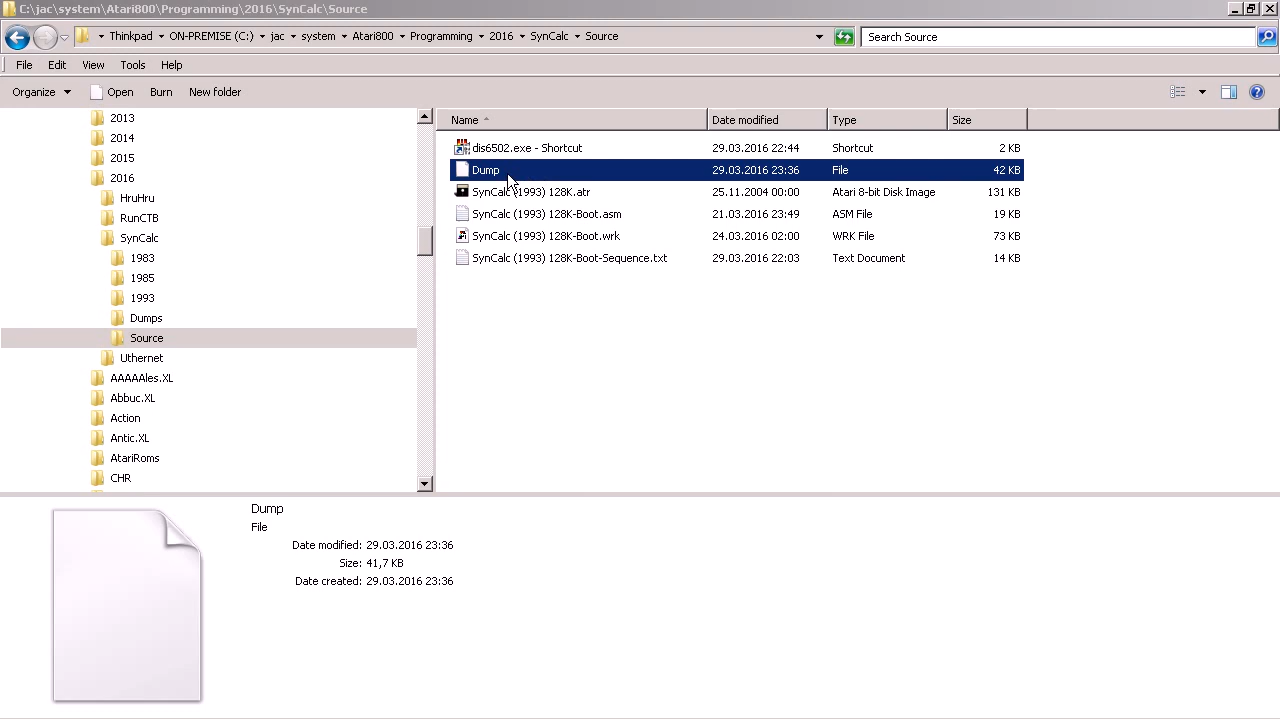 C:\jac\system\Atari800\Programming\2016\SynCalc\Source
Thinkpad ON-PREMISE (C:) jac system Atari800 Programming 2016 SynCalc Source Search Source
File Edit View Tools Help
Organize Open Burn New folder
2013
2014
2015
2016
HruHru
RunCTB
SynCalc
1983
1985
1993
Dumps
Source
Uthernet
AAAAAles.XL
Abbuc.XL
Action
Antic.XL
AtariRoms
CHR
Name Date modified Type Size
dis6502.exe - Shortcut 29.03.2016 22:44 Shortcut 2 KB
Dump 29.03.2016 23:36 File 42 KB
SynCalc (1993) 128K.atr 25.11.2004 00:00 Atari 8-bit Disk Image 131 KB
SynCalc (1993) 128K-Boot.asm 21.03.2016 23:49 ASM File 19 KB
SynCalc (1993) 128K-Boot.wrk 24.03.2016 02:00 WRK File 73 KB
SynCalc (1993) 128K-Boot-Sequence.txt 29.03.2016 22:03 Text Document 14 KB
Dump
File
Date modified: 29.03.2016 23:36
Size: 41,7 KB
Date created: 29.03.2016 23:36